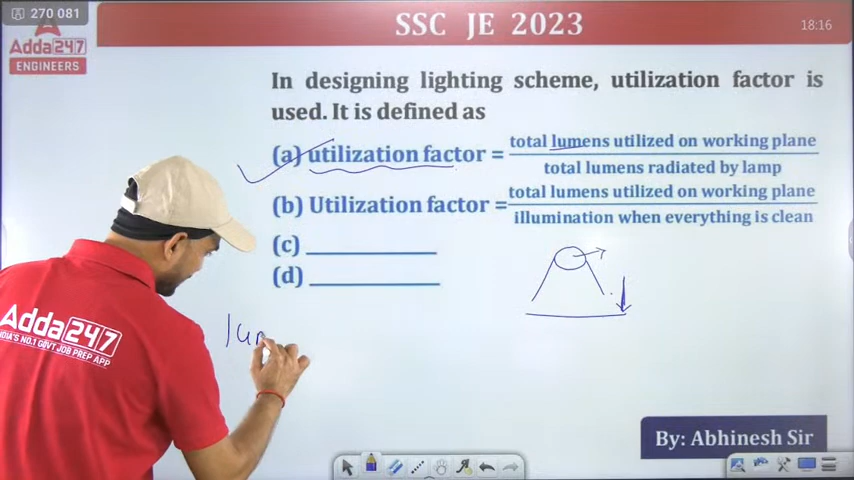 270 081
SSC JE 2023
18:16
Adda247
ENGINEERS
In designing lighting scheme, utilization factor is
used. It is defined as
(a) utilization factor = total lumens utilized on working plane
total lumens radiated by lamp
(b) Utilization factor = total lumens utilized on working plane
illumination when everything is clean
(c)
(d)
Adda247
INDIA'S NO.1 GOVT JOB PREP APP
By: Abhinesh Sir